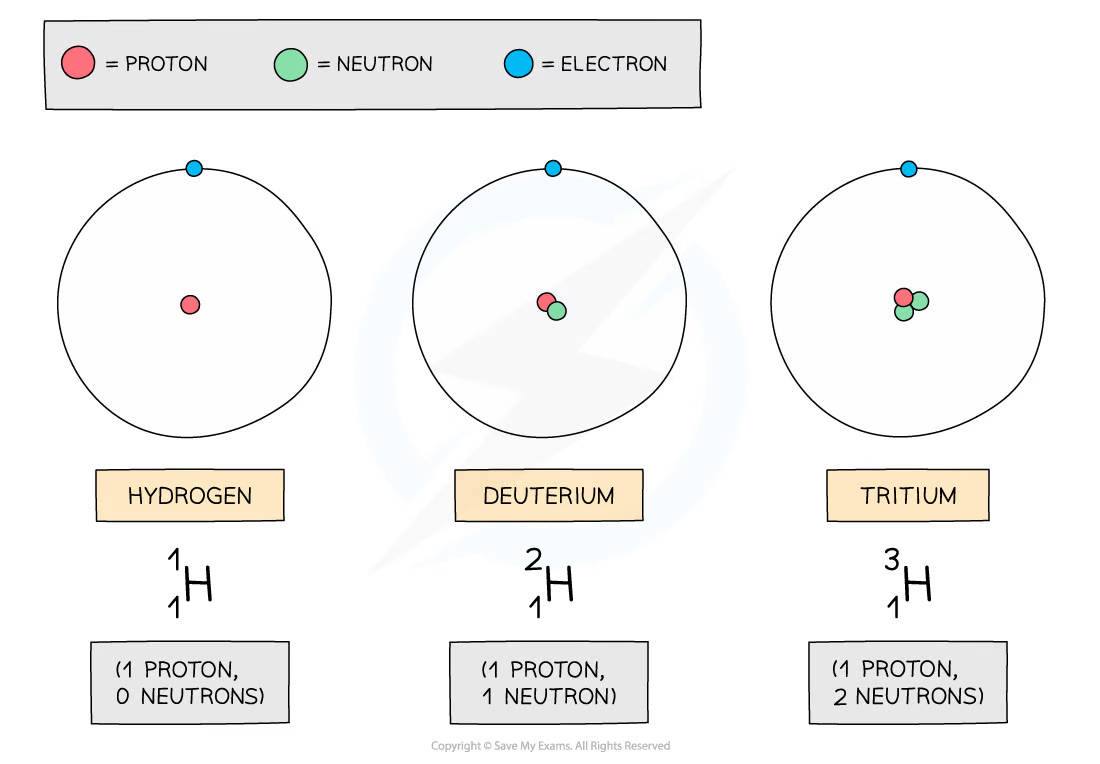 = PROTON = NEUTRON = ELECTRON
HYDROGEN DEUTERIUM TRITIUM
1 2 3
H H H
1 1 1
(1 PROTON, (1 PROTON, (1 PROTON,
0 NEUTRONS) 1 NEUTRON) 2 NEUTRONS)
Copyright © Save My Exams. All Rights Reserved